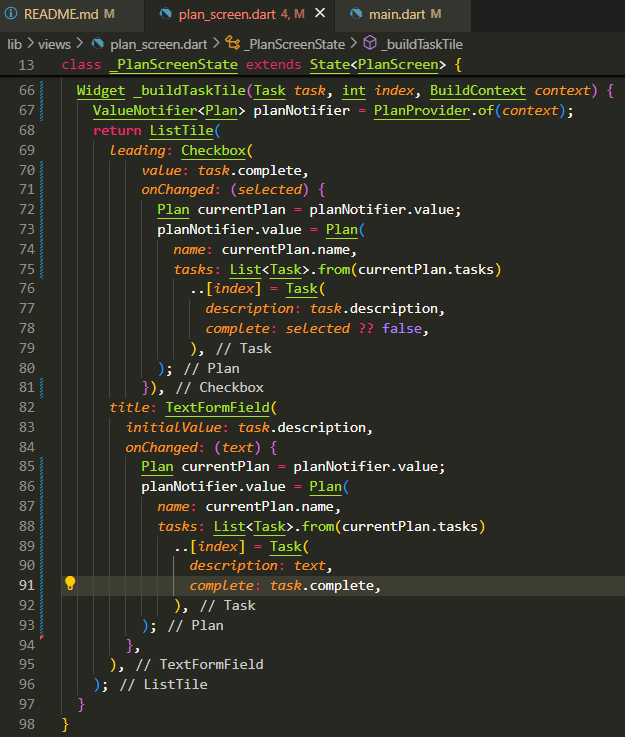 README.md M plan_screen.dart 4, M main.dart M
lib > views > plan_screen.dart > _PlanScreenState > _buildTaskTile
13 class _PlanScreenState extends State<PlanScreen> {
66 Widget _buildTaskTile(Task task, int index, BuildContext context) {
67 ValueNotifier<Plan> planNotifier = PlanProvider.of(context);
68 return ListTile(
69 leading: Checkbox(
70 value: task.complete,
71 onChanged: (selected) {
72 Plan currentPlan = planNotifier.value;
73 planNotifier.value = Plan(
74 name: currentPlan.name,
75 tasks: List<Task>.from(currentPlan.tasks)
76 ..[index] = Task(
77 description: task.description,
78 complete: selected ?? false,
79 ), // Task
80 ); // Plan
81 }), // Checkbox
82 title: TextFormField(
83 initialValue: task.description,
84 onChanged: (text) {
85 Plan currentPlan = planNotifier.value;
86 planNotifier.value = Plan(
87 name: currentPlan.name,
88 tasks: List<Task>.from(currentPlan.tasks)
89 ..[index] = Task(
90 description: text,
91 complete: task.complete,
92 ), // Task
93 ); // Plan
94 },
95 ), // TextFormField
96 ); // ListTile
97 }
98 }